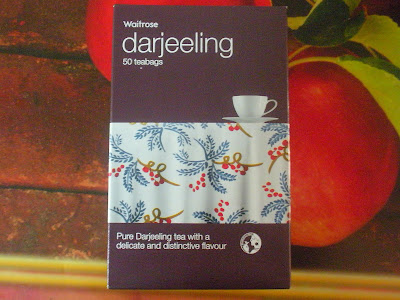 Waitrose
darjeeling
50 teabags
Pure Darjeeling tea with a
delicate and distinctive flavour